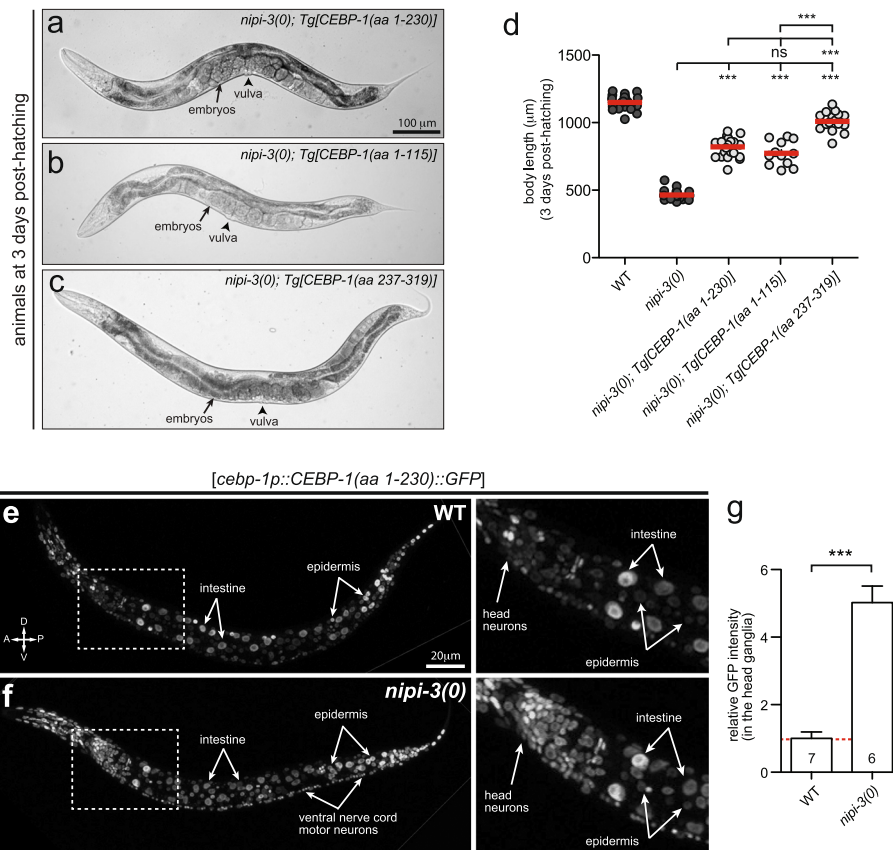 animals at 3 days post-hatching
a
nipi-3(0); Tg[CEBP-1(aa 1-230)]
embryos
vulva
100 μm
b
nipi-3(0); Tg[CEBP-1(aa 1-115)]
embryos
vulva
c
nipi-3(0); Tg[CEBP-1(aa 237-319)]
embryos
vulva
d
***
ns
***
***
***
***
body length (μm)
(3 days post-hatching)
1500
1000
500
0
WT
nipi-3(0)
nipi-3(0); Tg[CEBP-1(aa 1-230)]
nipi-3(0); Tg[CEBP-1(aa 1-115)]
nipi-3(0); Tg[CEBP-1(aa 237-319)]
[cebp-1p::CEBP-1(aa 1-230)::GFP]
e
WT
intestine
epidermis
D
A
P
V
20μm
intestine
head
neurons
epidermis
f
nipi-3(0)
intestine
epidermis
ventral nerve cord
motor neurons
intestine
head
neurons
epidermis
g
***
relative GFP intensity
(in the head ganglia)
6
4
2
0
7
6
WT
nipi-3(0)